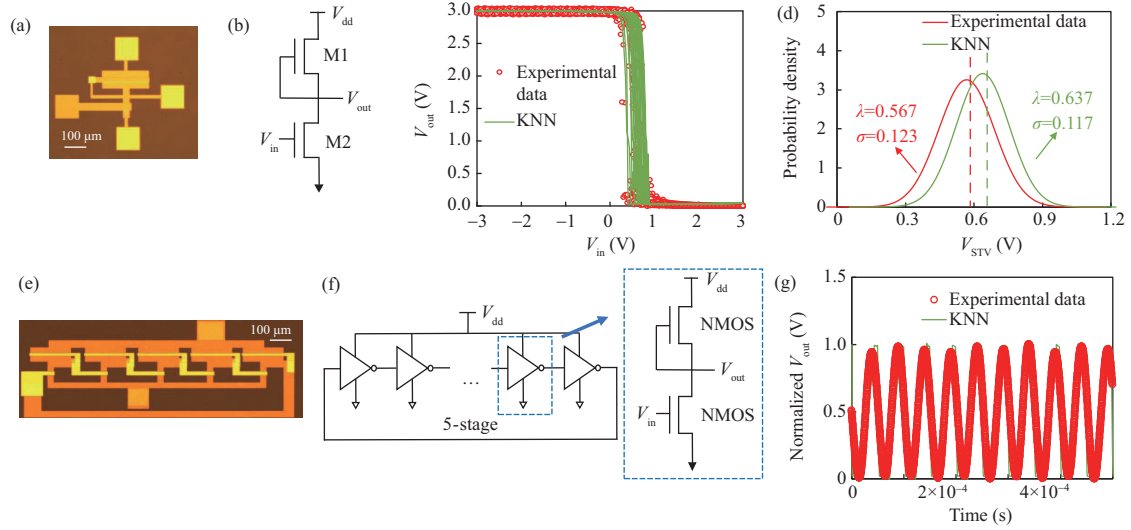 (a)
100 μm
(b)
Vdd
M1
Vout
Vin
M2
Vout (V)
3.0
2.5
2.0
1.5
1.0
0.5
0.0
Experimental
data
KNN
−3
−2
−1
0
1
2
3
Vin (V)
(d)
Probability density
5
4
3
2
1
0
Experimental data
KNN
λ=0.567
σ=0.123
λ=0.637
σ=0.117
0
0.3
0.6
0.9
1.2
VSTV (V)
(e)
100 μm
(f)
Vdd
…
5-stage
Vdd
NMOS
Vout
Vin
NMOS
(g)
Normalized Vout (V)
1.5
1.0
0.5
0
Experimental data
KNN
0
2×10−4
4×10−4
Time (s)